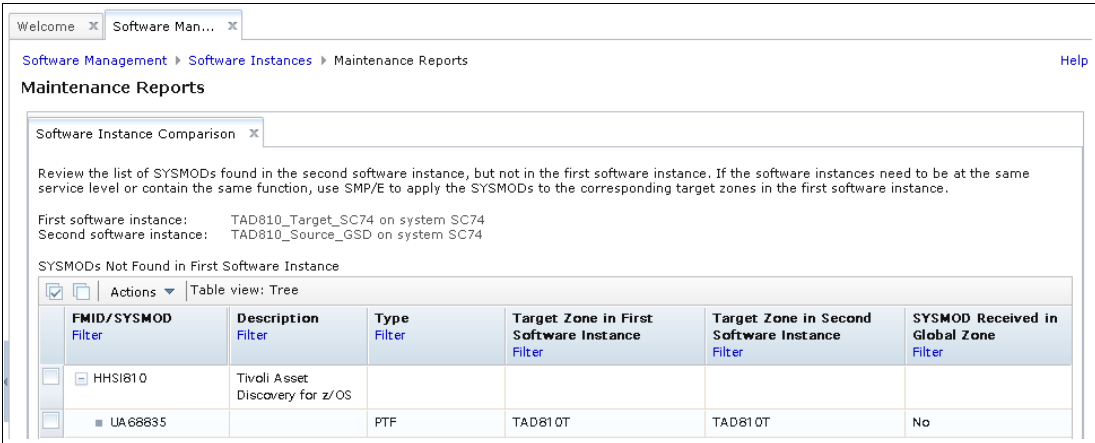 Welcome x Software Man... x
Software Management Software Instances Maintenance Reports Help
Maintenance Reports
Software Instance Comparison x
Review the list of SYSMODs found in the second software instance, but not in the first software instance. If the software instances need to be at the same
service level or contain the same function, use SMP/E to apply the SYSMODs to the corresponding target zones in the first software instance.
First software instance: TAD810_Target_SC74 on system SC74
Second software instance: TAD810_Source_GSD on system SC74
SYSMODs Not Found in First Software Instance
Actions Table view: Tree
FMID/SYSMOD Description Type Target Zone in First Target Zone in Second SYSMOD Received in
Filter Filter Filter Software Instance Software Instance Global Zone
Filter Filter Filter
HHSI810 Tivoli Asset
Discovery for z/OS
UA68835 PTF TAD810T TAD810T No